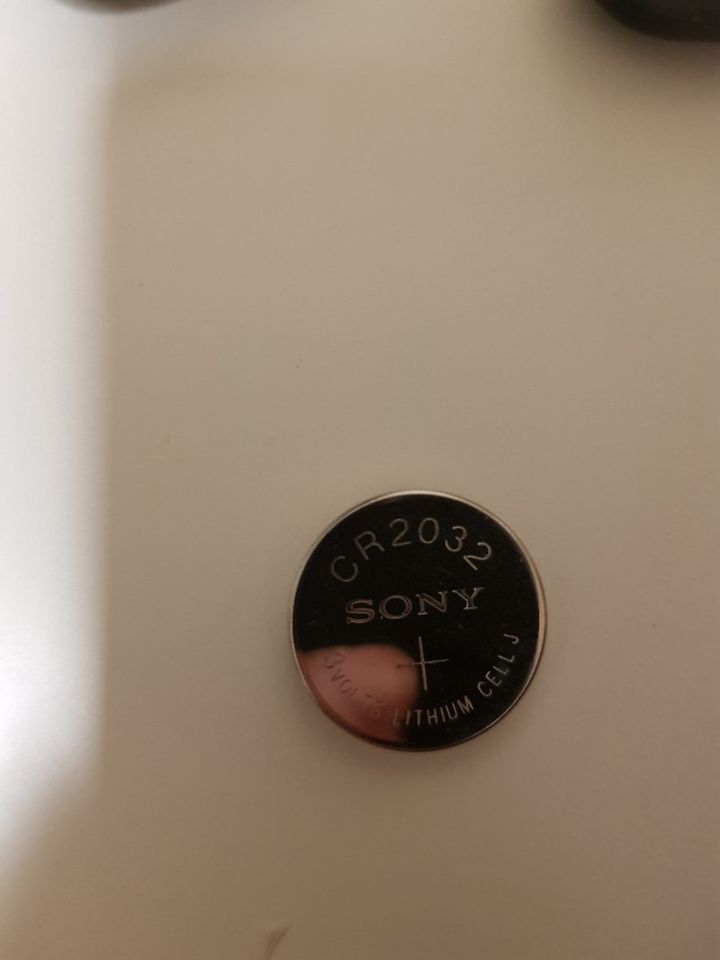 CR2032
SONY
+
3VOLTS LITHIUM CELL J